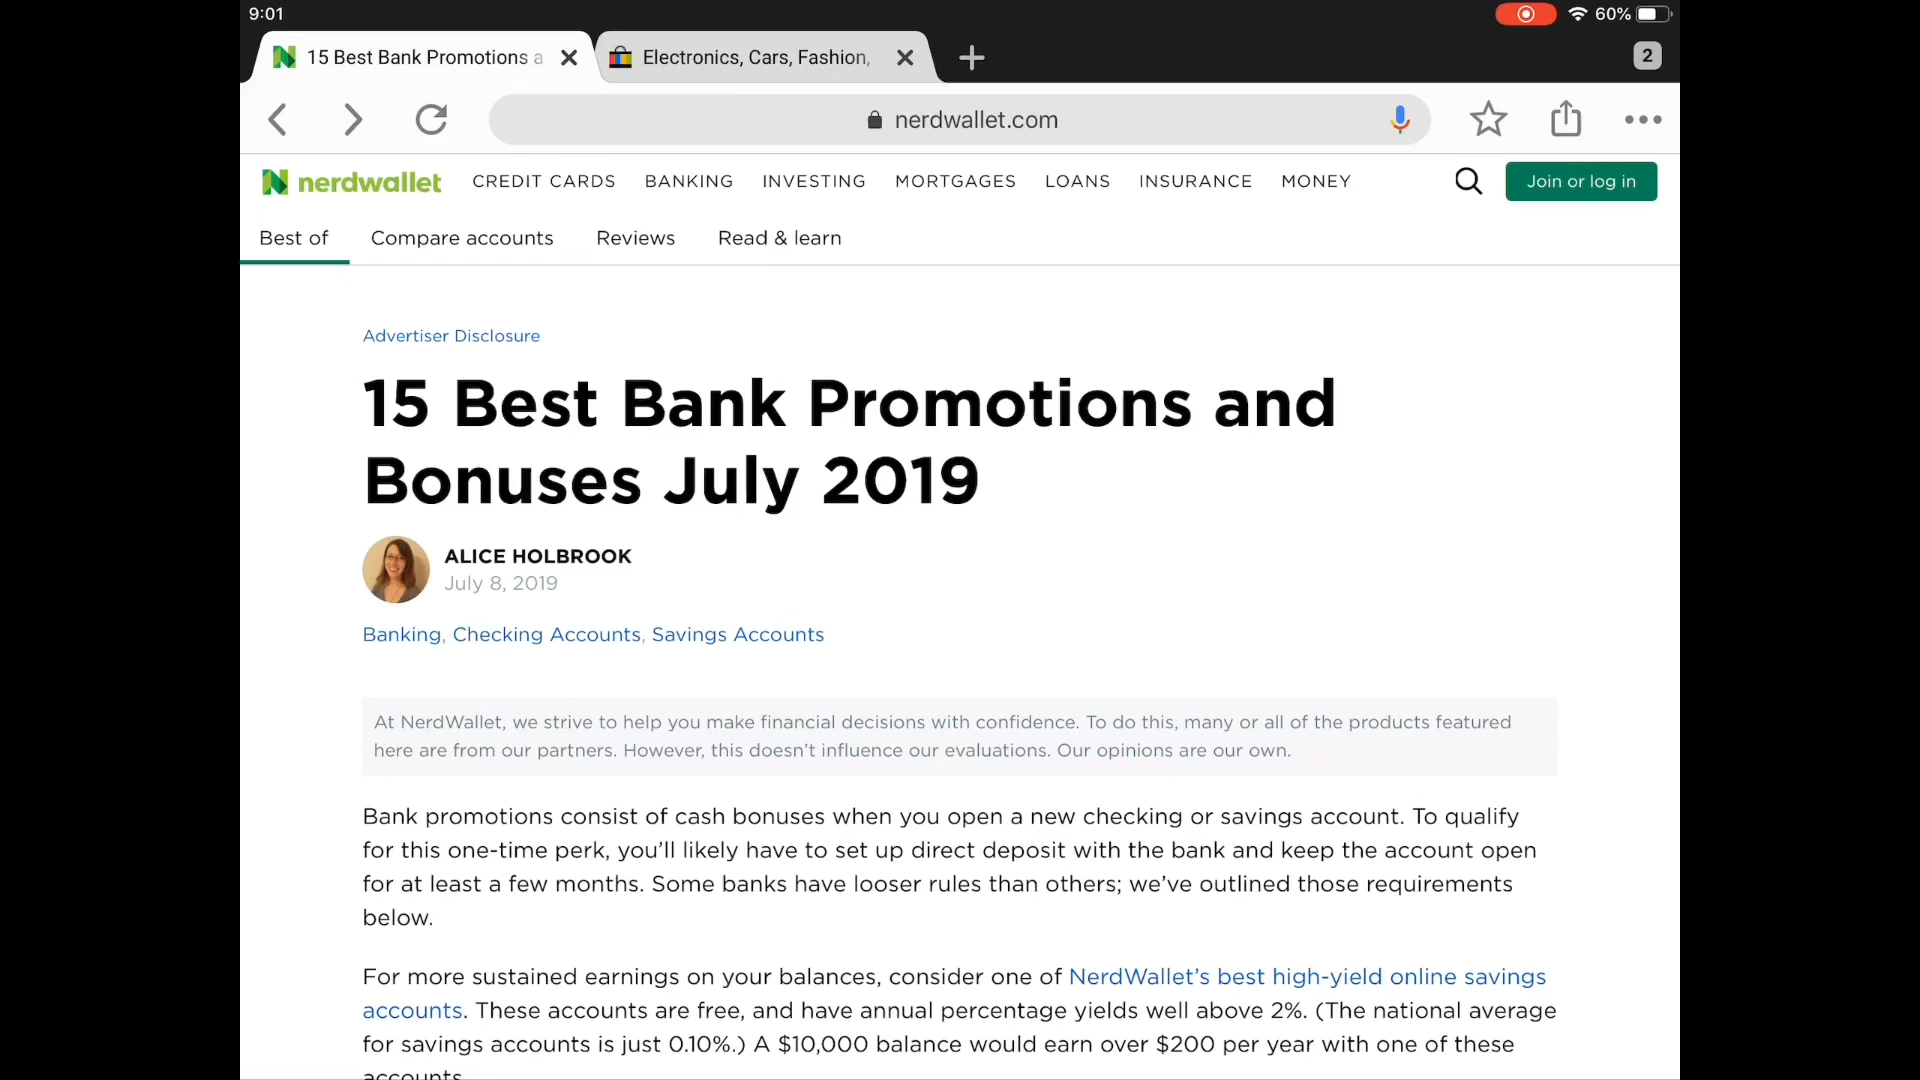 9:01
60%
15 Best Bank Promotions a
Electronics, Cars, Fashion,
2
nerdwallet.com
nerdwallet CREDIT CARDS BANKING INVESTING MORTGAGES LOANS INSURANCE MONEY Join or log in
Best of Compare accounts Reviews Read & learn
Advertiser Disclosure
15 Best Bank Promotions and
Bonuses July 2019
ALICE HOLBROOK
July 8, 2019
Banking, Checking Accounts, Savings Accounts
At NerdWallet, we strive to help you make financial decisions with confidence. To do this, many or all of the products featured
here are from our partners. However, this doesn’t influence our evaluations. Our opinions are our own.
Bank promotions consist of cash bonuses when you open a new checking or savings account. To qualify
for this one-time perk, you’ll likely have to set up direct deposit with the bank and keep the account open
for at least a few months. Some banks have looser rules than others; we’ve outlined those requirements
below.
For more sustained earnings on your balances, consider one of NerdWallet’s best high-yield online savings
accounts. These accounts are free, and have annual percentage yields well above 2%. (The national average
for savings accounts is just 0.10%.) A $10,000 balance would earn over $200 per year with one of these
accounts.